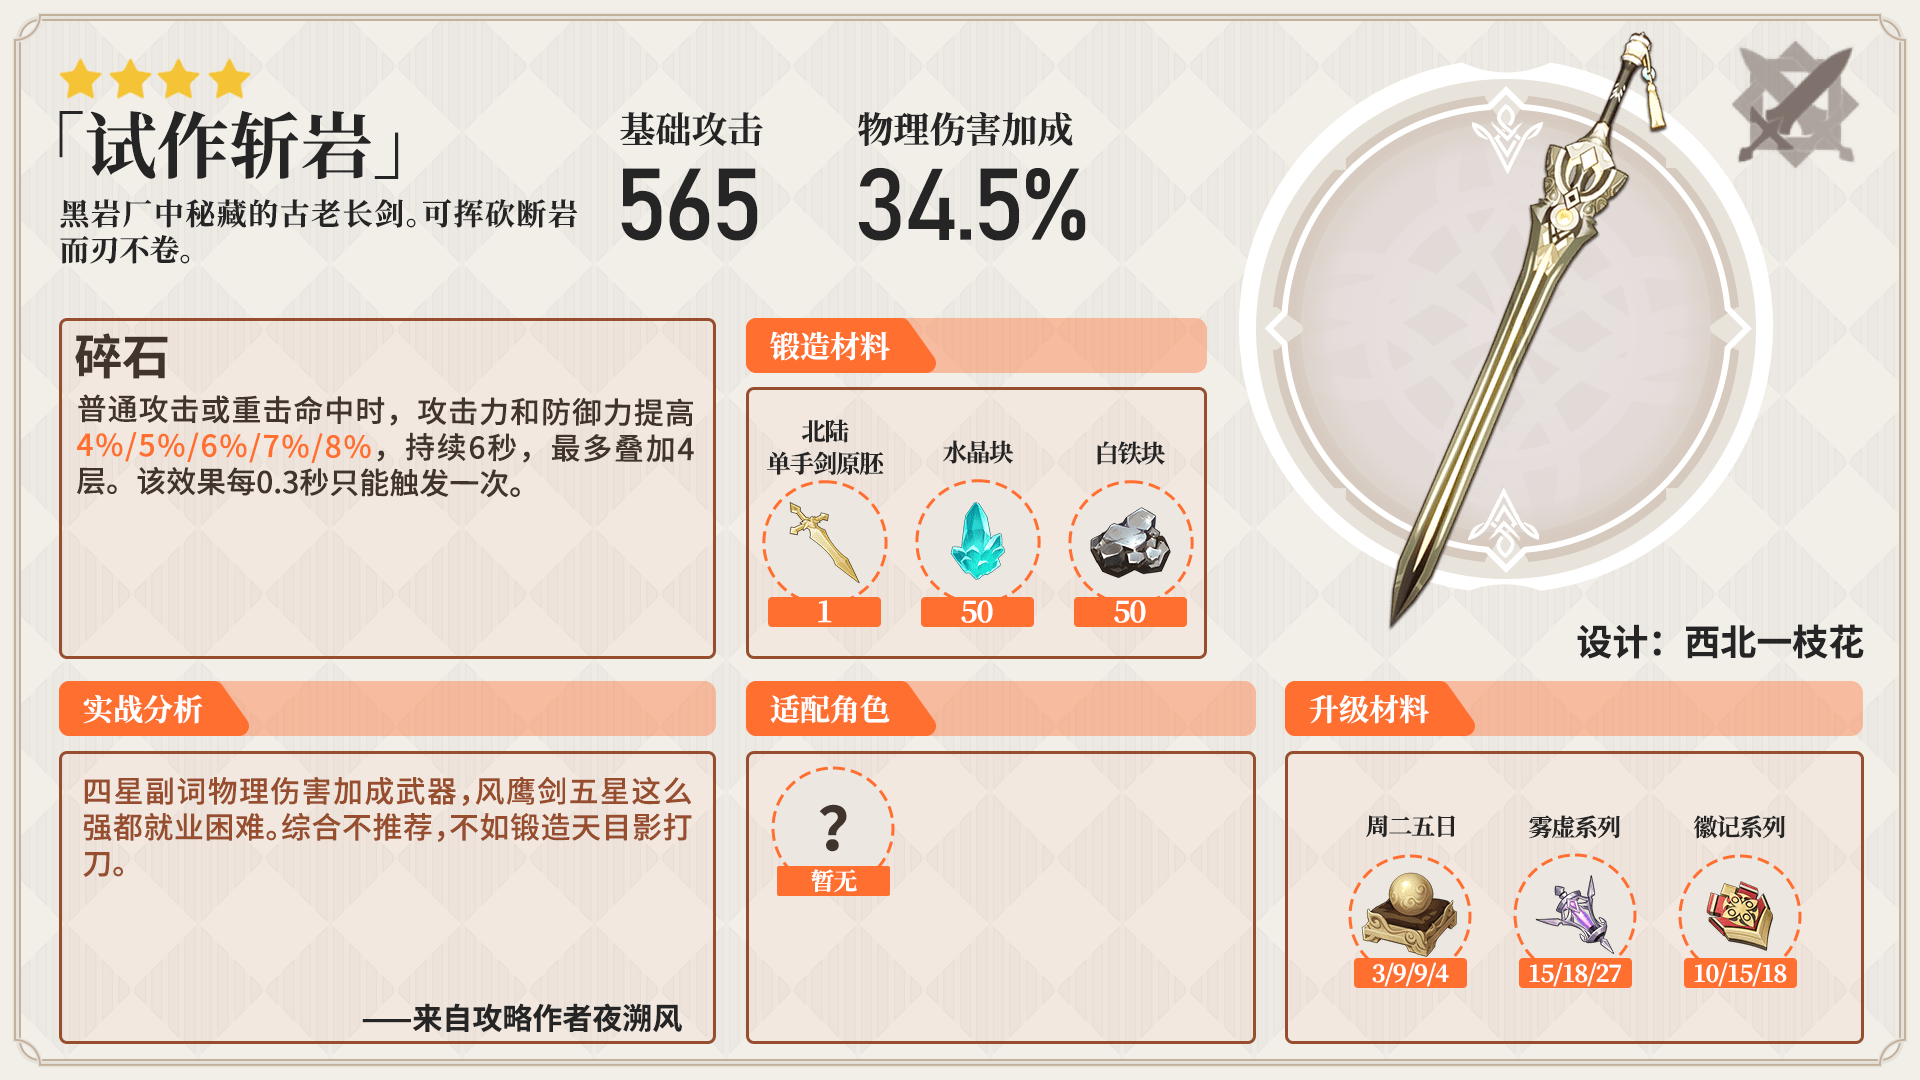 「试作斩岩」
黑岩厂中秘藏的古老长剑。可挥砍断岩
而刃不卷。
基础攻击
565
物理伤害加成
34.5%
碎石
普通攻击或重击命中时，攻击力和防御力提高
4%/5%/6%/7%/8%，持续6秒，最多叠加4
层。该效果每0.3秒只能触发一次。
锻造材料
北陆
单手剑原胚
1
水晶块
50
白铁块
50
设计：西北一枝花
实战分析
四星副词物理伤害加成武器，风鹰剑五星这么
强都就业困难。综合不推荐，不如锻造天目影打
刀。
——来自攻略作者夜溯风
适配角色
?
暂无
升级材料
周二五日
3/9/9/4
雾虚系列
15/18/27
徽记系列
10/15/18